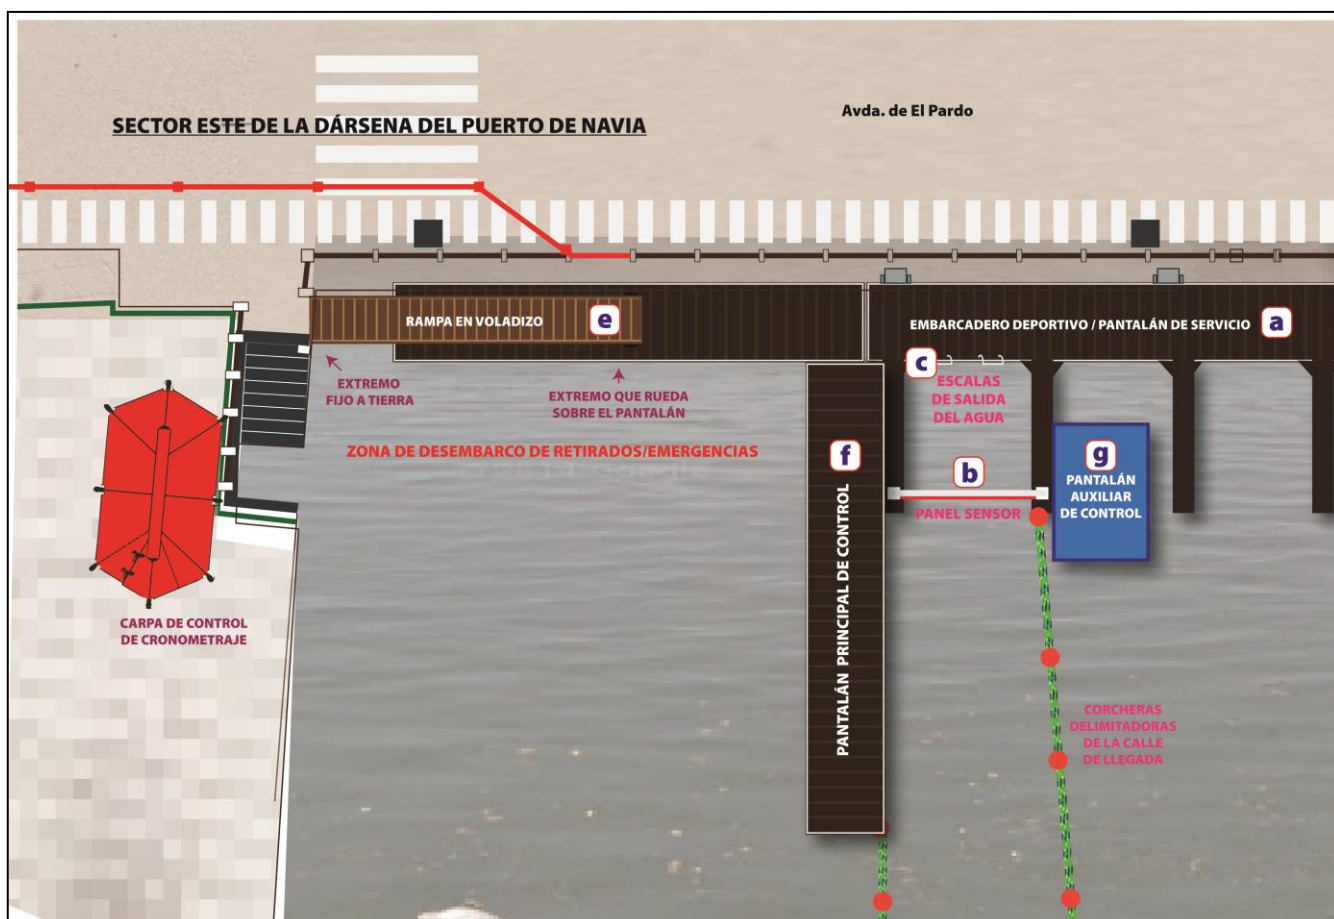 SECTOR ESTE DE LA DÁRSENA DEL PUERTO DE NAVIA
Avda. de El Pardo
RAMPA EN VOLADIZO
e
EMBARCADERO DEPORTIVO / PANTALÁN DE SERVICIO
a
EXTREMO
FIJO A TIERRA
EXTREMO QUE RUEDA
SOBRE EL PANTALÁN
c
ESCALAS
DE SALIDA
DEL AGUA
ZONA DE DESEMBARCO DE RETIRADOS/EMERGENCIAS
f
PANTALÁN PRINCIPAL DE CONTROL
b
PANEL SENSOR
g
PANTALÁN
AUXILIAR
DE CONTROL
CARPA DE CONTROL
DE CRONOMETRAJE
CORCHERAS
DELIMITADORAS
DE LA CALLE
DE LLEGADA